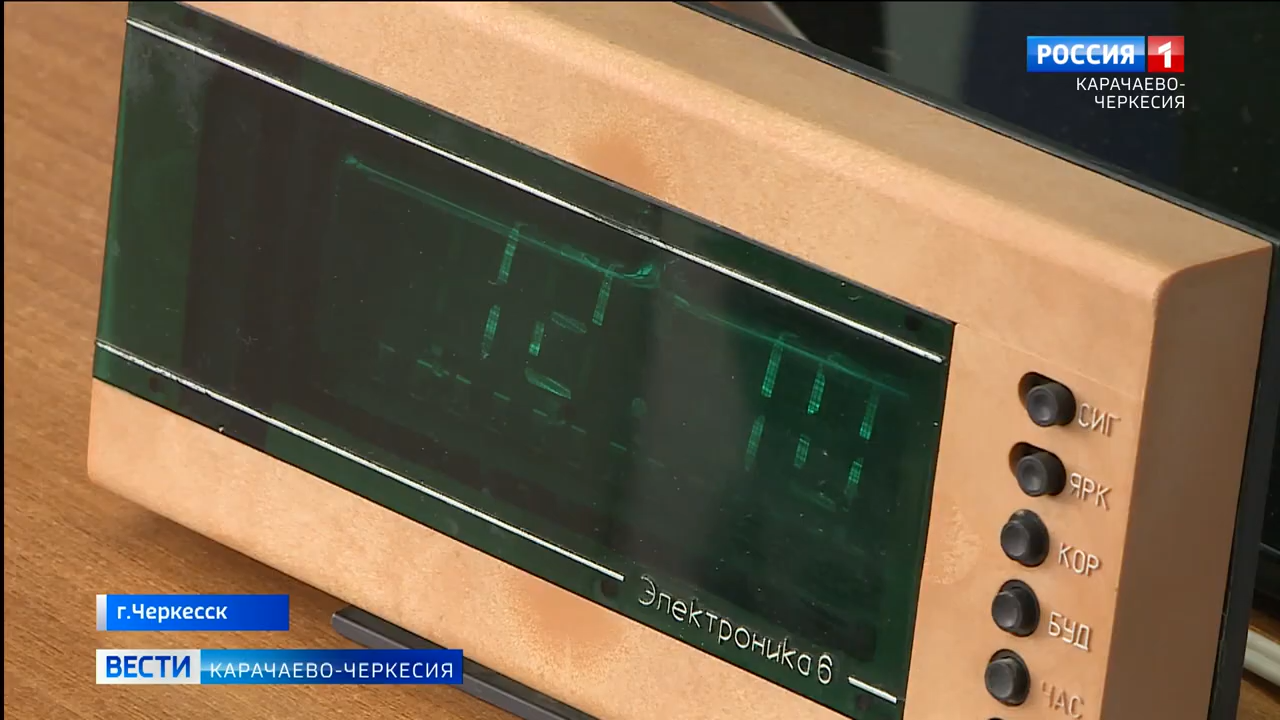 РОССИЯ 1
КАРАЧАЕВО-
ЧЕРКЕСИЯ
СИГ
ЯРК
КОР
БУД
ЧАС
Электроника 6
г.Черкесск
ВЕСТИ КАРАЧАЕВО-ЧЕРКЕСИЯ